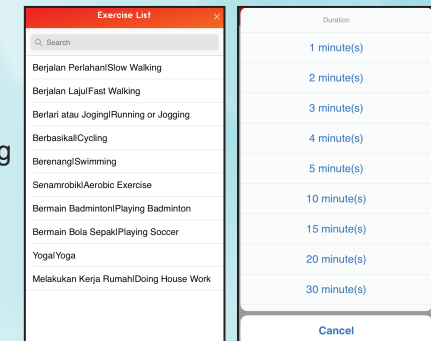 Exercise List
Search
Berjalan Perlahan|Slow Walking
Berjalan Laju|Fast Walking
Berlari atau Joging|Running or Jogging
Berbasikal|Cycling
Berenang|Swimming
Senamrobik|Aerobic Exercise
Bermain Badminton|Playing Badminton
Bermain Bola Sepak|Playing Soccer
Yoga|Yoga
Melakukan Kerja Rumah|Doing House Work
Duration
1 minute(s)
2 minute(s)
3 minute(s)
4 minute(s)
5 minute(s)
10 minute(s)
15 minute(s)
20 minute(s)
30 minute(s)
Cancel